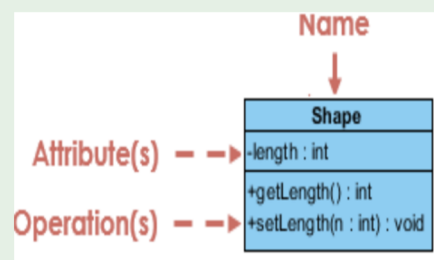 Name
Shape
Attribute(s)
-length : int
+getLength() : int
Operation(s)
+setLength(n : int) : void